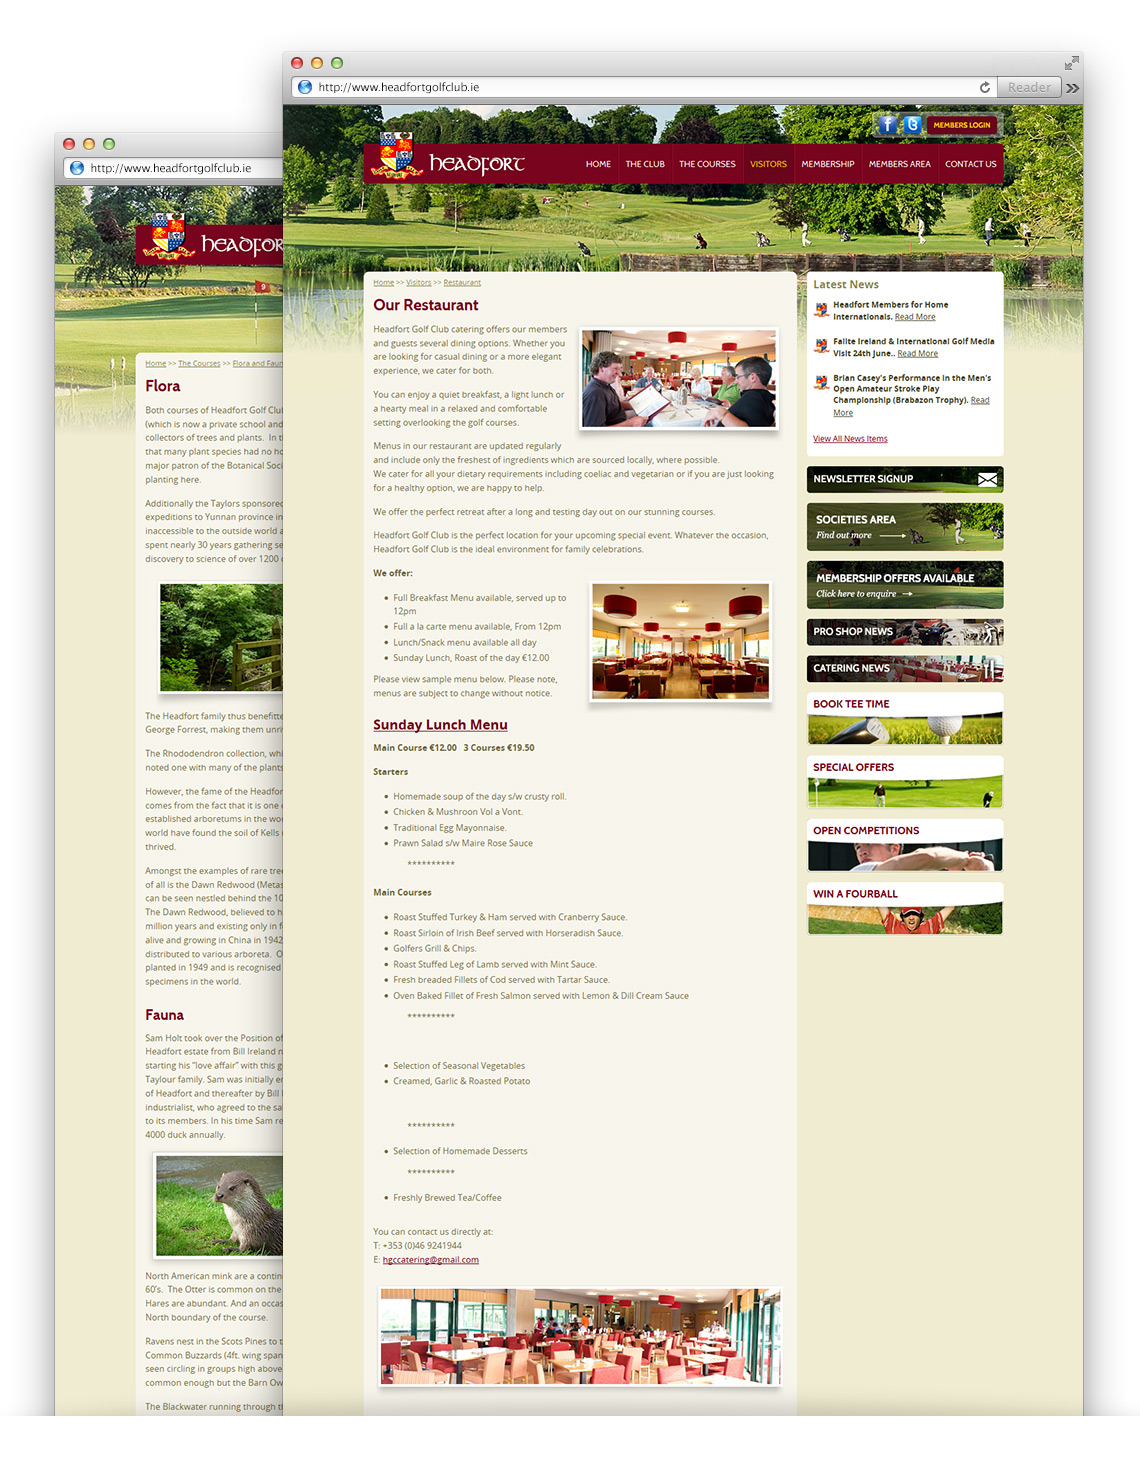 http://www.headfortgolfclub.ie
Reader
MEMBERS LOGIN
HEADFORT
HOME
THE CLUB
THE COURSES
VISITORS
MEMBERSHIP
MEMBERS AREA
CONTACT US
Home >> Visitors >> Restaurant
Our Restaurant
Headfort Golf Club catering offers our members
and guests several dining options. Whether you
are looking for casual dining or a more elegant
experience, we cater for both.
You can enjoy a quiet breakfast, a light lunch or
a hearty meal in a relaxed and comfortable
setting overlooking the golf courses.
Menus in our restaurant are updated regularly
and include only the freshest of ingredients which are sourced locally, where possible.
We cater for all your dietary requirements including coeliac and vegetarian or if you are just looking
for a healthy option, we are happy to help.
We offer the perfect retreat after a long and testing day out on our stunning courses.
Headfort Golf Club is the perfect location for your upcoming special event. Whatever the occasion,
Headfort Golf Club is the ideal environment for family celebrations.
We offer:
Full Breakfast Menu available, served up to
12pm
Full a la carte menu available, From 12pm
Lunch/Snack menu available all day
Sunday Lunch, Roast of the day €12.00
Please view sample menu below. Please note,
menus are subject to change without notice.
Sunday Lunch Menu
Main Course €12.00 3 Courses €19.50
Starters
Homemade soup of the day s/w crusty roll.
Chicken & Mushroon Vol a Vont.
Traditional Egg Mayonnaise.
Prawn Salad s/w Maire Rose Sauce
**********
Main Courses
Roast Stuffed Turkey & Ham served with Cranberry Sauce.
Roast Sirloin of Irish Beef served with Horseradish Sauce.
Golfers Grill & Chips.
Roast Stuffed Leg of Lamb served with Mint Sauce.
Fresh breaded Fillets of Cod served with Tartar Sauce.
Oven Baked Fillet of Fresh Salmon served with Lemon & Dill Cream Sauce
**********
Selection of Seasonal Vegetables
Creamed, Garlic & Roasted Potato
**********
Selection of Homemade Desserts
**********
Freshly Brewed Tea/Coffee
You can contact us directly at:
T: +353 (0)46 9241944
E: hgccatering@gmail.com
Latest News
Headfort Members for Home
Internationals. Read More
Failte Ireland & International Golf Media
Visit 24th June.. Read More
Brian Casey's Performance in the Men's
Open Amateur Stroke Play
Championship (Brabazon Trophy). Read
More
View All News Items
NEWSLETTER SIGNUP
SOCIETIES AREA
Find out more
MEMBERSHIP OFFERS AVAILABLE
Click here to enquire
PRO SHOP NEWS
CATERING NEWS
BOOK TEE TIME
SPECIAL OFFERS
OPEN COMPETITIONS
WIN A FOURBALL
http://www.headfortgolfclub.ie
HEADFOR
9
Home >> The Courses >> Flora and Faun
Flora
Both courses of Headfort Golf Clu
(which is now a private school and
collectors of trees and plants. In t
that many plant species had no ho
major patron of the Botanical Soc
planting here.
Additionally the Taylors sponsored
expeditions to Yunnan province in
inaccessible to the outside world a
spent nearly 30 years gathering se
discovery to science of over 1200
The Headfort family thus benefitte
George Forrest, making them unri
The Rhododendron collection, whi
noted one with many of the plants
However, the fame of the Headfor
comes from the fact that it is one
established arboretums in the wo
world have found the soil of Kells
thrived.
Amongst the examples of rare tre
of all is the Dawn Redwood (Metas
can be seen nestled behind the 10
The Dawn Redwood, believed to h
million years and existing only in f
alive and growing in China in 1942
distributed to various arboreta. O
planted in 1949 and is recognised
specimens in the world.
Fauna
Sam Holt took over the Position of
Headfort estate from Bill Ireland n
starting his "love affair" with this g
Taylour family. Sam was initially en
of Headfort and thereafter by Bill
industrialist, who agreed to the sa
to its members. In his time Sam re
4000 duck annually.
North American mink are a contin
60's. The Otter is common on the
Hares are abundant. And an occas
North boundary of the course.
Ravens nest in the Scots Pines to t
Common Buzzards (4ft. wing span
seen circling in groups high above
common enough but the Barn Ow
The Blackwater running through th